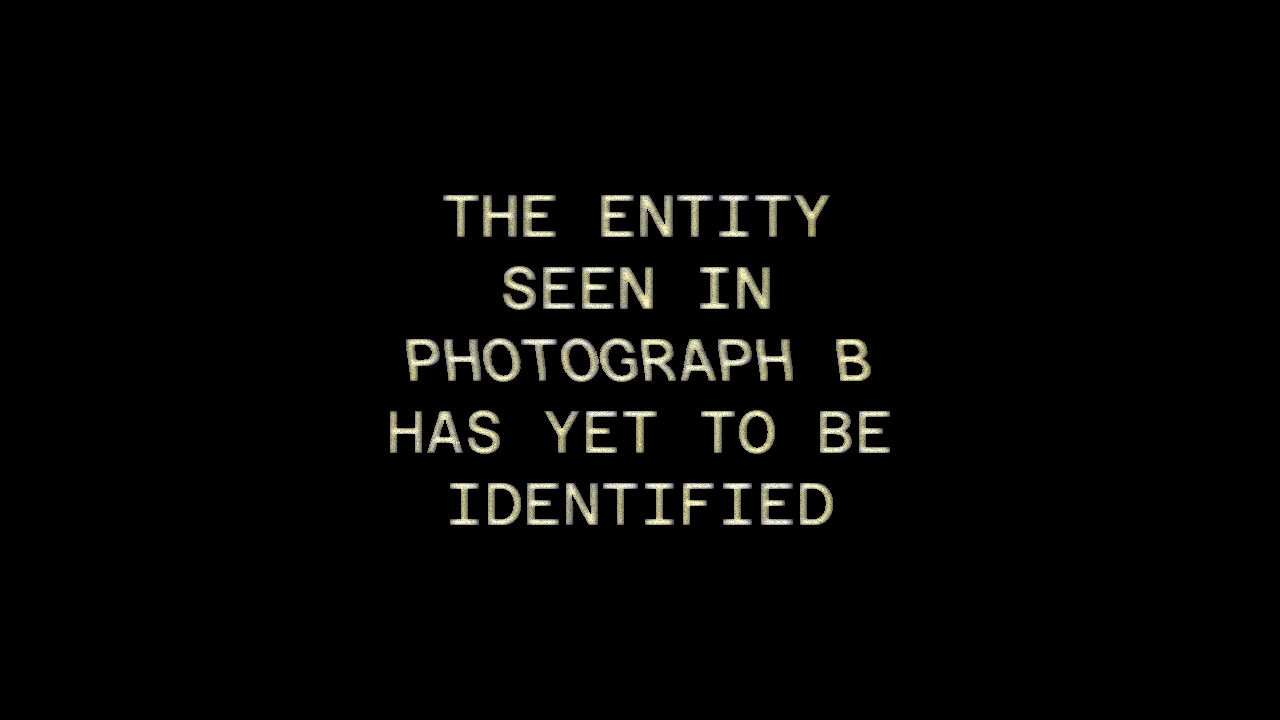 THE ENTITY
SEEN IN
PHOTOGRAPH B
HAS YET TO BE
IDENTIFIED